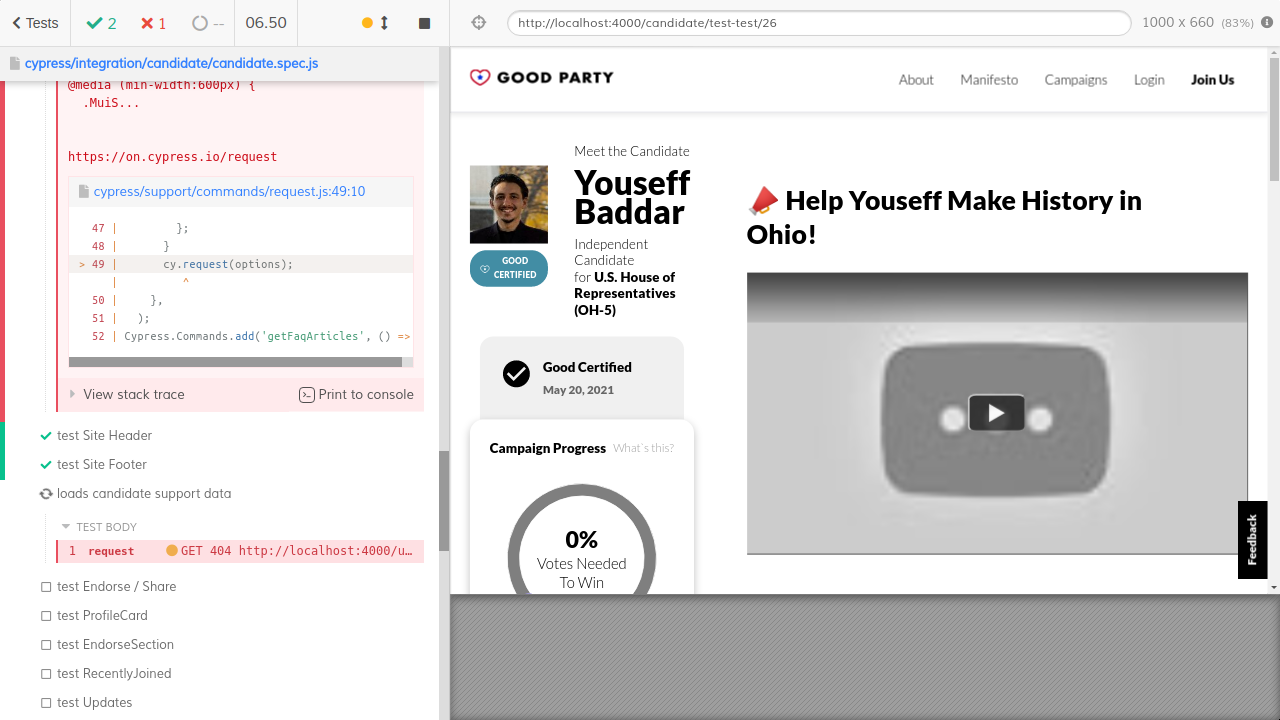 Tests
2
1
--
06.50
http://localhost:4000/candidate/test-test/26
1000 x 660 (83%)
cypress/integration/candidate/candidate.spec.js
@media (min-width:600px) {
.MuiS...
https://on.cypress.io/request
cypress/support/commands/request.js:49:10
47 | };
48 | }
> 49 | cy.request(options);
| ^
50 | },
51 | );
52 | Cypress.Commands.add('getFaqArticles', () =>
View stack trace
Print to console
test Site Header
test Site Footer
loads candidate support data
TEST BODY
1 request GET 404 http://localhost:4000/u…
test Endorse / Share
test ProfileCard
test EndorseSection
test RecentlyJoined
test Updates
GOOD PARTY
About
Manifesto
Campaigns
Login
Join Us
Meet the Candidate
Youseff
Baddar
GOOD
CERTIFIED
Independent
Candidate
for U.S. House of
Representatives
(OH-5)
Good Certified
May 20, 2021
Campaign Progress What's this?
0%
Votes Needed
To Win
Help Youseff Make History in
Ohio!
Feedback